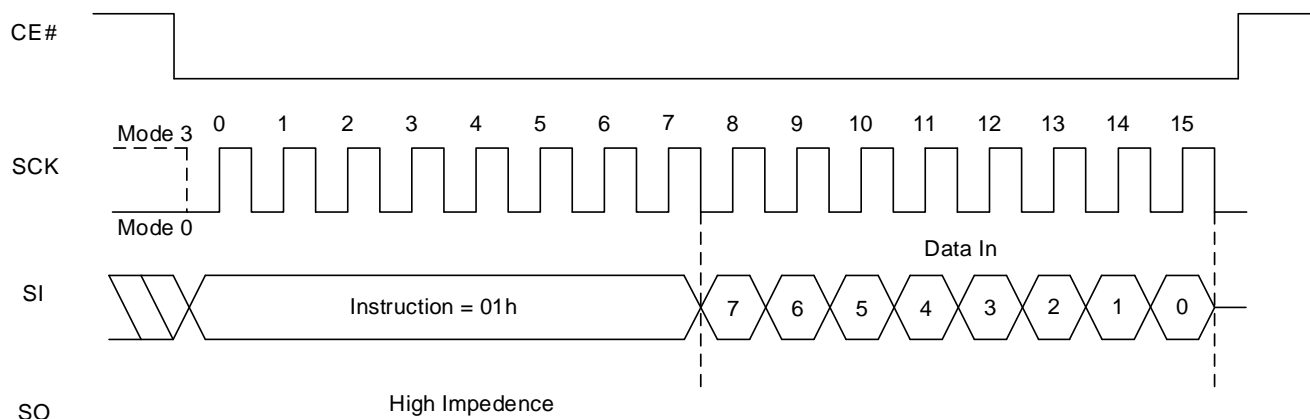 CE#
0 1 2 3 4 5 6 7 8 9 10 11 12 13 14 15
Mode 3
SCK
Mode 0
Data In
SI
Instruction = 01h
7 6 5 4 3 2 1 0
High Impedence
SO